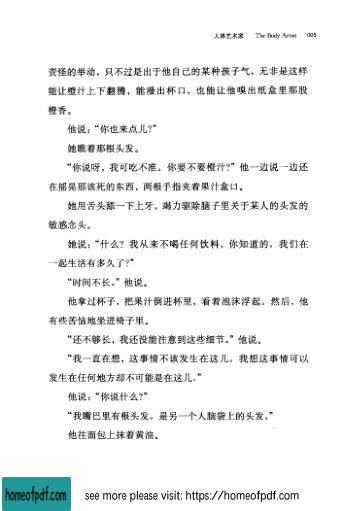 人体艺术家 The Body Artist 005
责怪的举动，只不过是出于他自己的某种孩子气，无非是这样
能让橙汁上下翻腾，能漫出杯口，也能让他嗅出纸盒里那股
橙香。
他说：“你也来点儿？”
她瞧着那根头发。
“你说呀，我可吃不准。你要不要橙汁？”他一边说一边还
在摇晃那该死的东西，两根手指夹着果汁盒口。
她用舌头舔一下上牙，竭力驱除脑子里关于某人的头发的
敏感念头。
她说：“什么？我从来不喝任何饮料。你知道的。我们在
一起生活有多久了？”
“时间不长。”他说。
他拿过杯子，把果汁倒进杯里，看着泡沫浮起。然后，他
有些苦恼地坐进椅子里。
“还不够长，我还没能注意到这些细节。”他说。
“我一直在想，这事情不该发生在这儿。我想这事情可以
发生在任何地方却不可能是在这儿。”
他说：“你说什么？”
“我嘴巴里有根头发。是另一个人脑袋上的头发。”
他往面包上抹着黄油。
homeofpdf.com see more please visit: https://homeofpdf.com